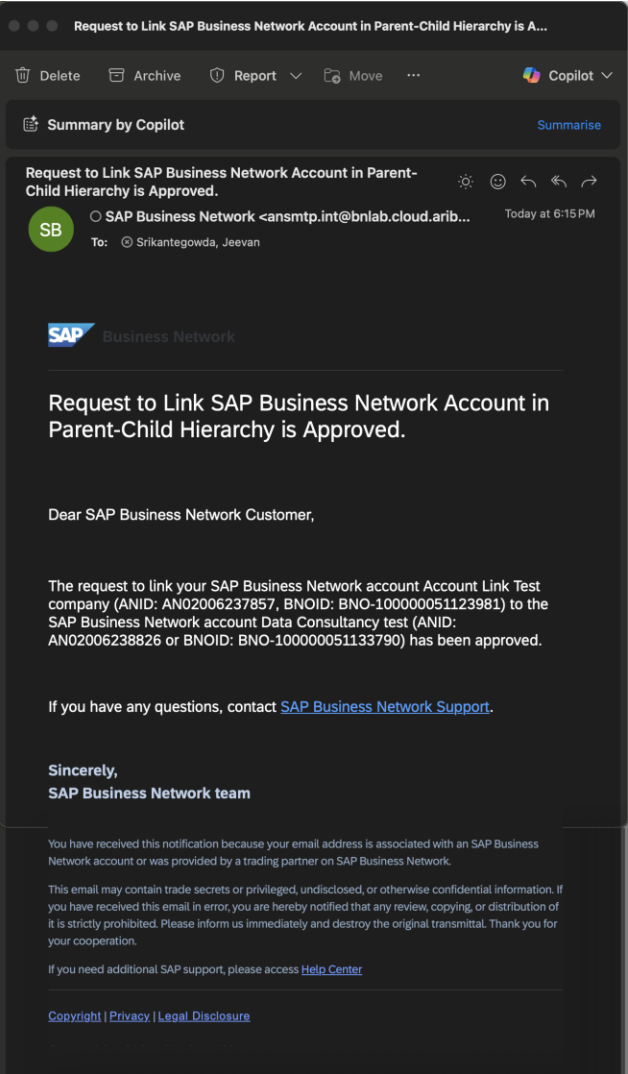 Request to Link SAP Business Network Account in Parent-Child Hierarchy is A...
Delete
Archive
Report
Move
...
Copilot
Summary by Copilot
Summarise
Request to Link SAP Business Network Account in Parent-
Child Hierarchy is Approved.
SB
SAP Business Network <ansmtp.int@bnlab.cloud.arib...
Today at 6:15 PM
To: Srikantegowda, Jeevan
SAP Business Network
Request to Link SAP Business Network Account in
Parent-Child Hierarchy is Approved.
Dear SAP Business Network Customer,
The request to link your SAP Business Network account Account Link Test
company (ANID: AN02006237857, BNOID: BNO-100000051123981) to the
SAP Business Network account Data Consultancy test (ANID:
AN02006238826 or BNOID: BNO-100000051133790) has been approved.
If you have any questions, contact SAP Business Network Support.
Sincerely,
SAP Business Network team
You have received this notification because your email address is associated with an SAP Business
Network account or was provided by a trading partner on SAP Business Network.
This email may contain trade secrets or privileged, undisclosed, or otherwise confidential information. If
you have received this email in error, you are hereby notified that any review, copying, or distribution of
it is strictly prohibited. Please inform us immediately and destroy the original transmittal. Thank you for
your cooperation.
If you need additional SAP support, please access Help Center
Copyright | Privacy | Legal Disclosure